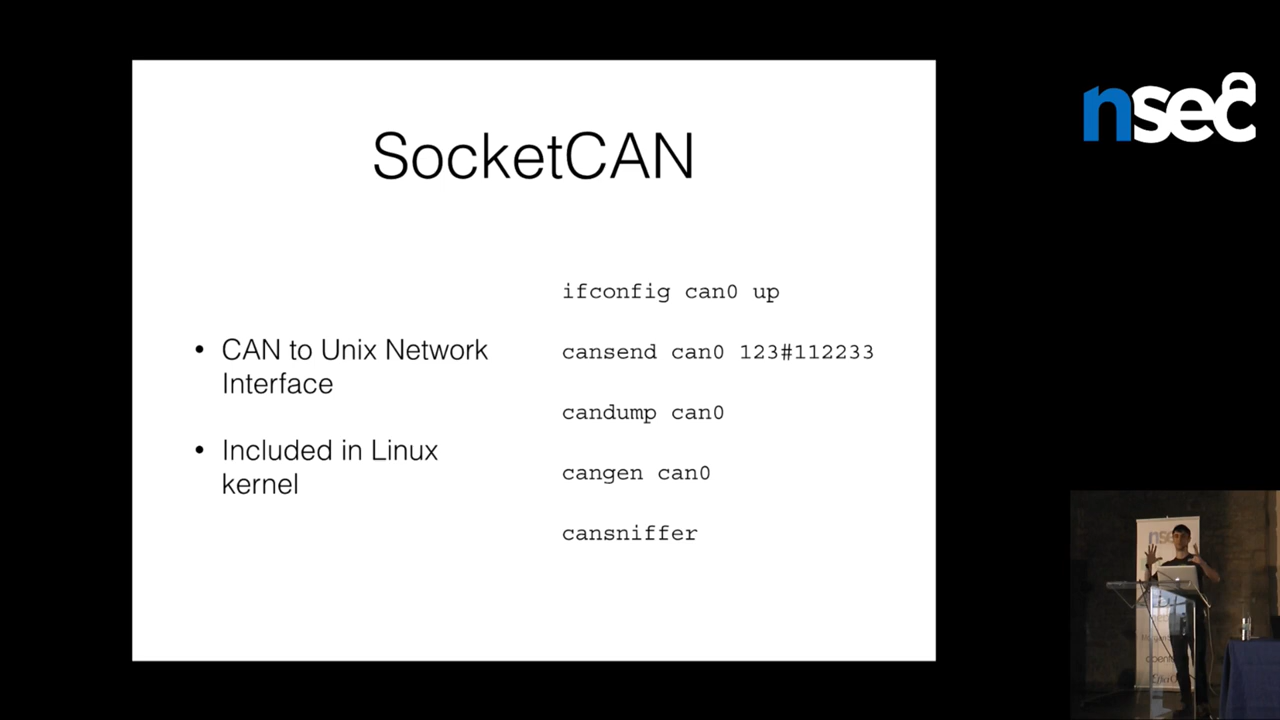 nsec
SocketCAN
• CAN to Unix Network
Interface
• Included in Linux
kernel
ifconfig can0 up
cansend can0 123#112233
candump can0
cangen can0
cansniffer
nsec